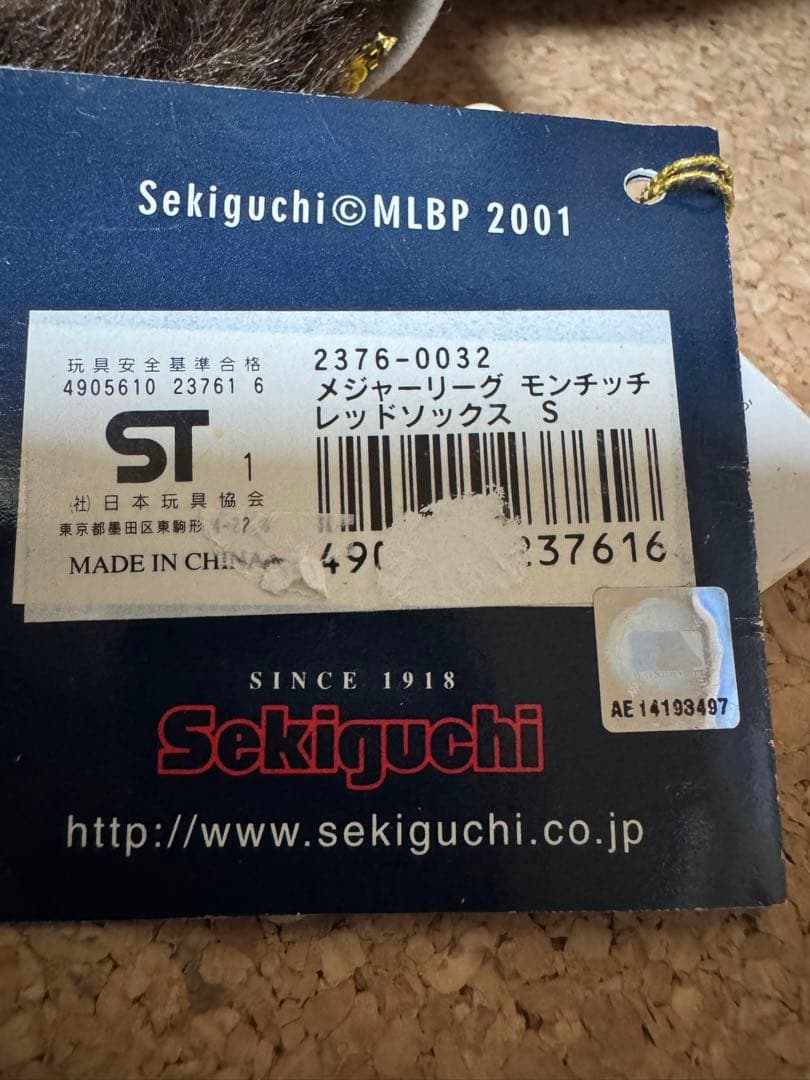 Sekiguchi©MLBP 2001
玩具安全基準合格
4905610 23761 6
ST 1
(社)日本玩具協会
東京都墨田区東駒形
MADE IN CHINA
2376-0032
メジャーリーグ モンチッチ
レッドソックス S
237616
AE 14193497
SINCE 1918
Sekiguchi
http://www.sekiguchi.co.jp